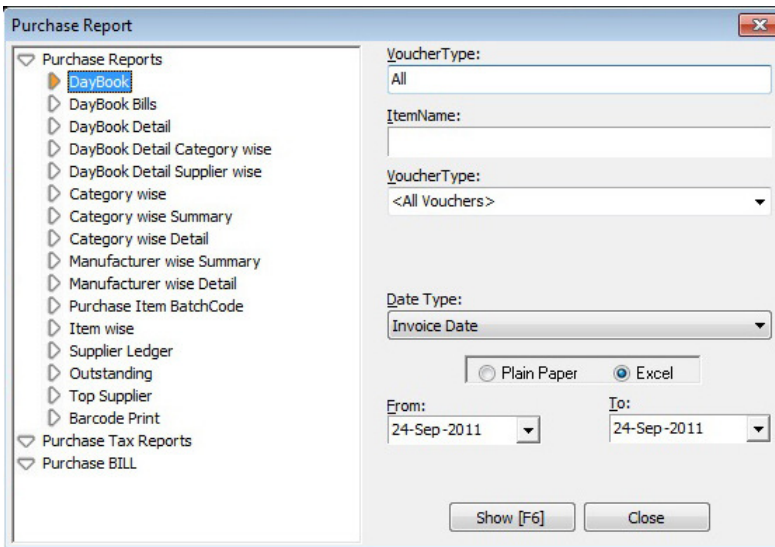 Purchase Report
Purchase Reports
DayBook
DayBook Bills
DayBook Detail
DayBook Detail Category wise
DayBook Detail Supplier wise
Category wise
Category wise Summary
Category wise Detail
Manufacturer wise Summary
Manufacturer wise Detail
Purchase Item BatchCode
Item wise
Supplier Ledger
Outstanding
Top Supplier
Barcode Print
Purchase Tax Reports
Purchase BILL
VoucherType:
All
ItemName:
VoucherType:
<All Vouchers>
Date Type:
Invoice Date
Plain Paper Excel
From: To:
24-Sep-2011 24-Sep-2011
Show [F6] Close